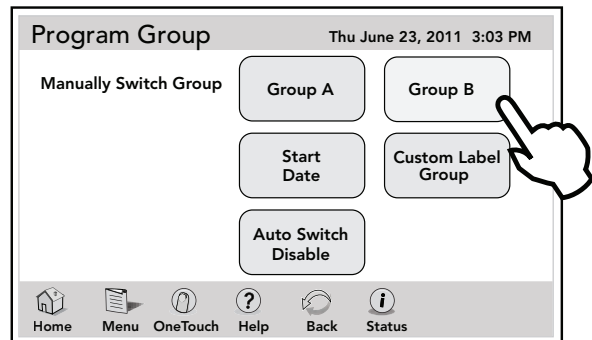 Program Group Thu June 23, 2011 3:03 PM
Manually Switch Group
Group A
Group B
Start
Date
Custom Label
Group
Auto Switch
Disable
?
i
Home Menu OneTouch Help Back Status